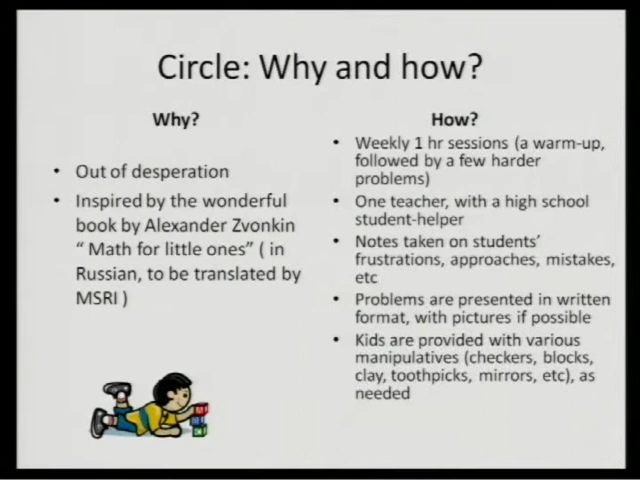 Circle: Why and how?
Why?
• Out of desperation
• Inspired by the wonderful
book by Alexander Zvonkin
“ Math for little ones” ( in
Russian, to be translated by
MSRI )
How?
• Weekly 1 hr sessions (a warm-up,
followed by a few harder
problems)
• One teacher, with a high school
student-helper
• Notes taken on students’
frustrations, approaches, mistakes,
etc
• Problems are presented in written
format, with pictures if possible
• Kids are provided with various
manipulatives (checkers, blocks,
clay, toothpicks, mirrors, etc), as
needed